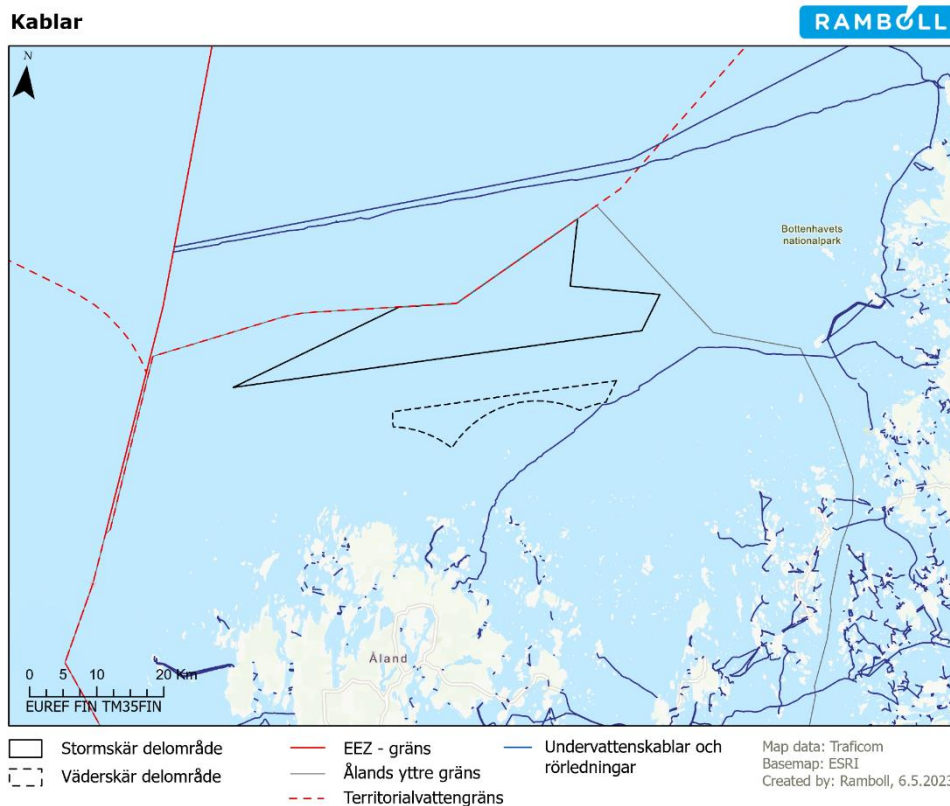 Kablar
RAMBOLL
N
Bottenhavets
nationalpark
Åland
0 5 10 20 Km
EUREF FIN TM35FIN
Stormskär delområde
Väderskär delområde
EEZ - gräns
Ålands yttre gräns
Territorialvattengräns
Undervattenskablar och
rörledningar
Map data: Traficom
Basemap: ESRI
Created by: Ramboll, 6.5.2023